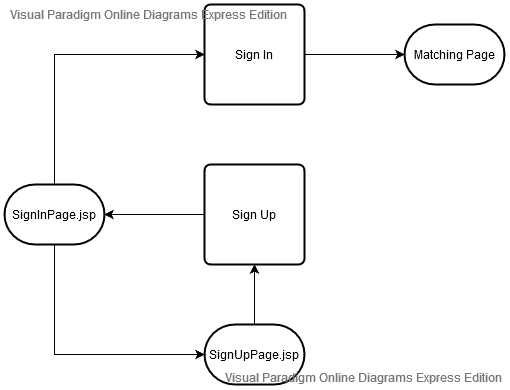 Visual Paradigm Online Diagrams Express Edition
Sign In
Matching Page
SignInPage.jsp
Sign Up
SignUpPage.jsp
Visual Paradigm Online Diagrams Express Edition